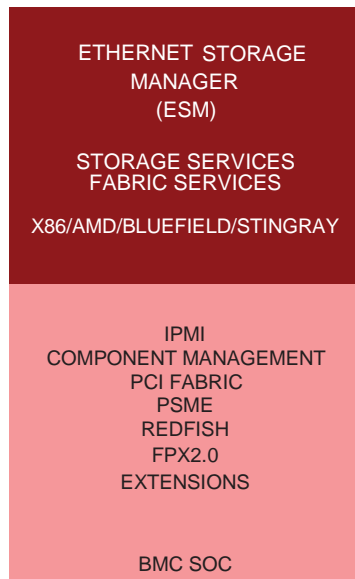 ETHERNET STORAGE
MANAGER
(ESM)
STORAGE SERVICES
FABRIC SERVICES
X86/AMD/BLUEFIELD/STINGRAY
IPMI
COMPONENT MANAGEMENT
PCI FABRIC
PSME
REDFISH
FPX2.0
EXTENSIONS
BMC SOC